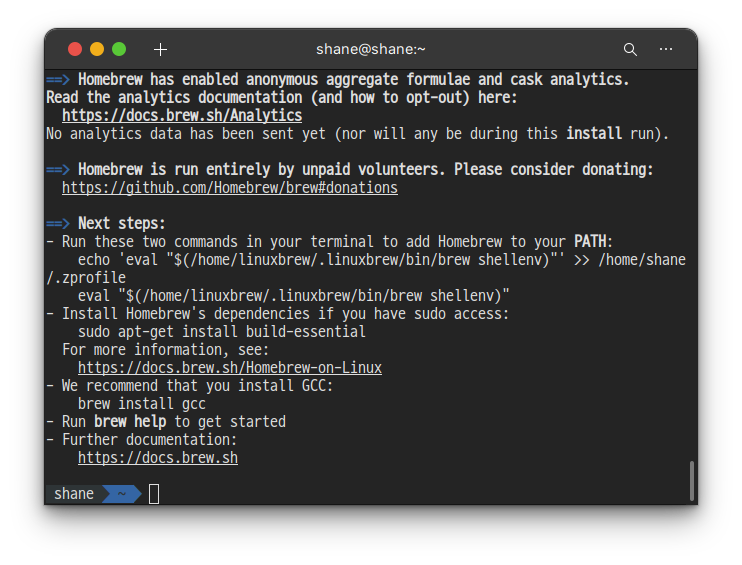 shane@shane:~
==> Homebrew has enabled anonymous aggregate formulae and cask analytics.
Read the analytics documentation (and how to opt-out) here:
  https://docs.brew.sh/Analytics
No analytics data has been sent yet (nor will any be during this install run).
==> Homebrew is run entirely by unpaid volunteers. Please consider donating:
  https://github.com/Homebrew/brew#donations
==> Next steps:
- Run these two commands in your terminal to add Homebrew to your PATH:
    echo 'eval "$(/home/linuxbrew/.linuxbrew/bin/brew shellenv)"' >> /home/shane
/.zprofile
    eval "$(/home/linuxbrew/.linuxbrew/bin/brew shellenv)"
- Install Homebrew's dependencies if you have sudo access:
    sudo apt-get install build-essential
  For more information, see:
    https://docs.brew.sh/Homebrew-on-Linux
- We recommend that you install GCC:
    brew install gcc
- Run brew help to get started
- Further documentation:
    https://docs.brew.sh
shane ~